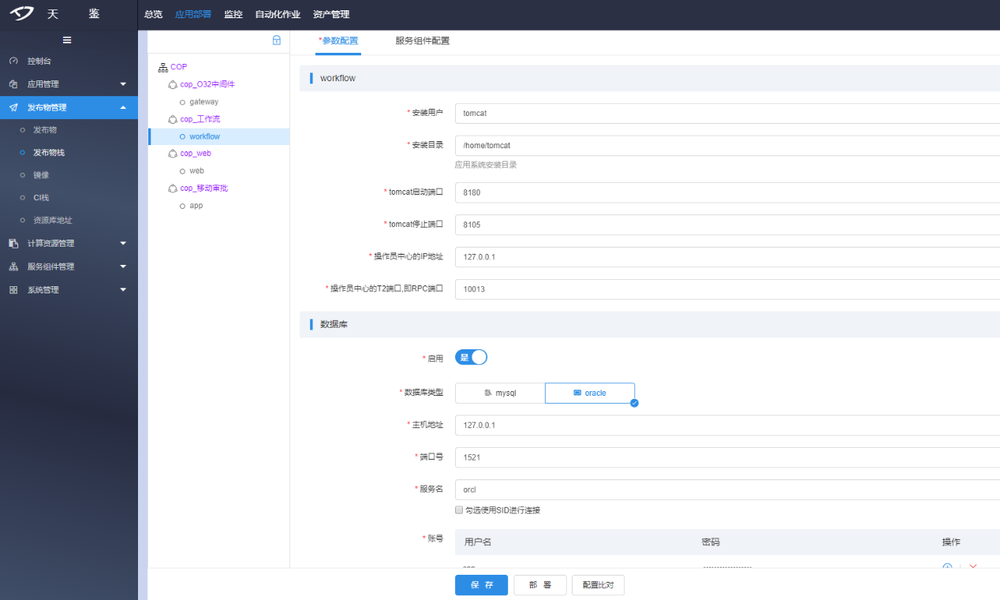 天 鉴
总览 应用部署 监控 自动化作业 资产管理
控制台
应用管理
发布物管理
发布物
发布物栈
镜像
CI栈
资源库地址
计算资源管理
服务组件管理
系统管理
COP
cop_O32中间件
gateway
cop_工作流
workflow
cop_web
web
cop_移动审批
app
*参数配置 服务组件配置
workflow
* 安装用户 tomcat
* 安装目录 /home/tomcat
应用系统安装目录
* tomcat启动端口 8180
* tomcat停止端口 8105
* 操作员中心的IP地址 127.0.0.1
* 操作员中心的T2端口,即RPC端口 10013
数据库
* 启用 是
* 数据库类型 mysql oracle
* 主机地址 127.0.0.1
* 端口号 1521
* 服务名 orcl
勾选使用SID进行连接
* 账号 用户名 密码 操作
保 存 部 署 配置比对